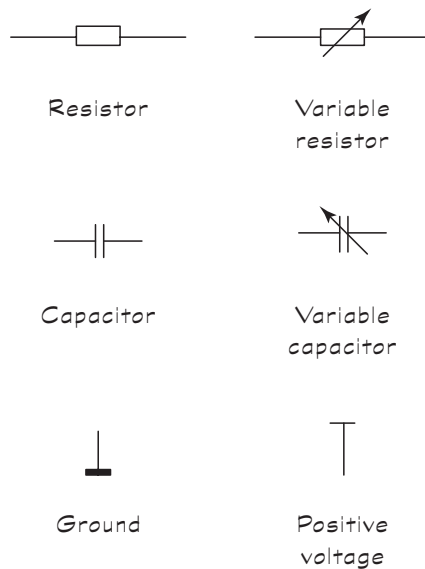 Resistor
Variable
resistor
Capacitor
Variable
capacitor
Ground
Positive
voltage